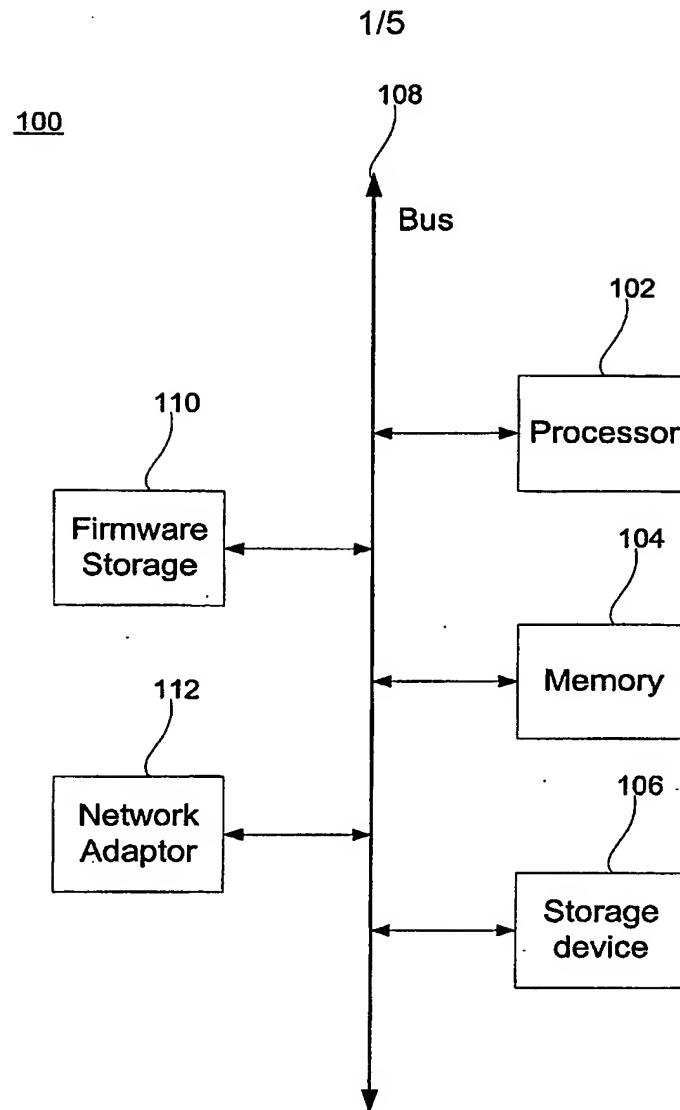 1/5
100
108
Bus
102
Processor
110
Firmware
Storage
104
Memory
112
Network
Adaptor
106
Storage
device